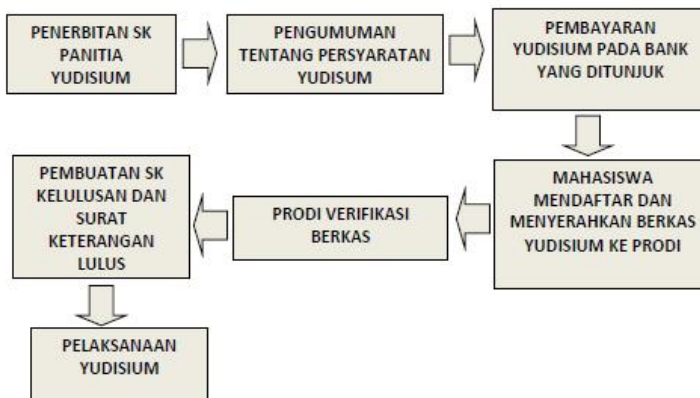 PENERBITAN SK
PANITIA
YUDISIUM
PENGUMUMAN
TENTANG PERSYARATAN
YUDISUM
PEMBAYARAN
YUDISIUM PADA BANK
YANG DITUNJUK
MAHASISWA
MENDAFTAR DAN
MENYERAHKAN BERKAS
YUDISIUM KE PRODI
PRODI VERIFIKASI
BERKAS
PEMBUATAN SK
KELULUSAN DAN
SURAT
KETERANGAN
LULUS
PELAKSANAAN
YUDISIUM